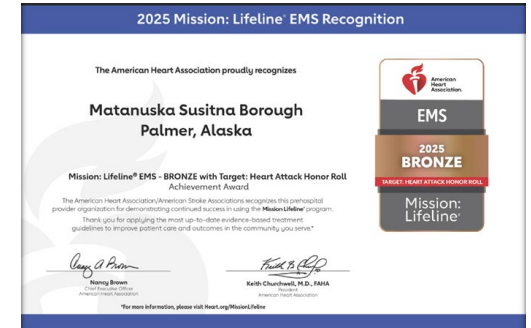 2025 Mission: Lifeline® EMS Recognition
The American Heart Association proudly recognizes
Matanuska Susitna Borough
Palmer, Alaska
Mission: Lifeline® EMS - BRONZE with Target: Heart Attack Honor Roll
Achievement Award
The American Heart Association/American Stroke Associations recognizes this prehospital
provider organization for demonstrating continued success in using the Mission Lifeline® program.
Thank you for applying the most up-to-date evidence-based treatment
guidelines to improve patient care and outcomes in the community you serve.*
Nancy Brown
Chief Executive Officer
American Heart Association
Keith Churchwell, M.D., FAHA
President
American Heart Association
*For more information, please visit Heart.org/MissionLifeline
American
Heart
Association.
EMS
2025
BRONZE
TARGET: HEART ATTACK HONOR ROLL
Mission:
Lifeline®